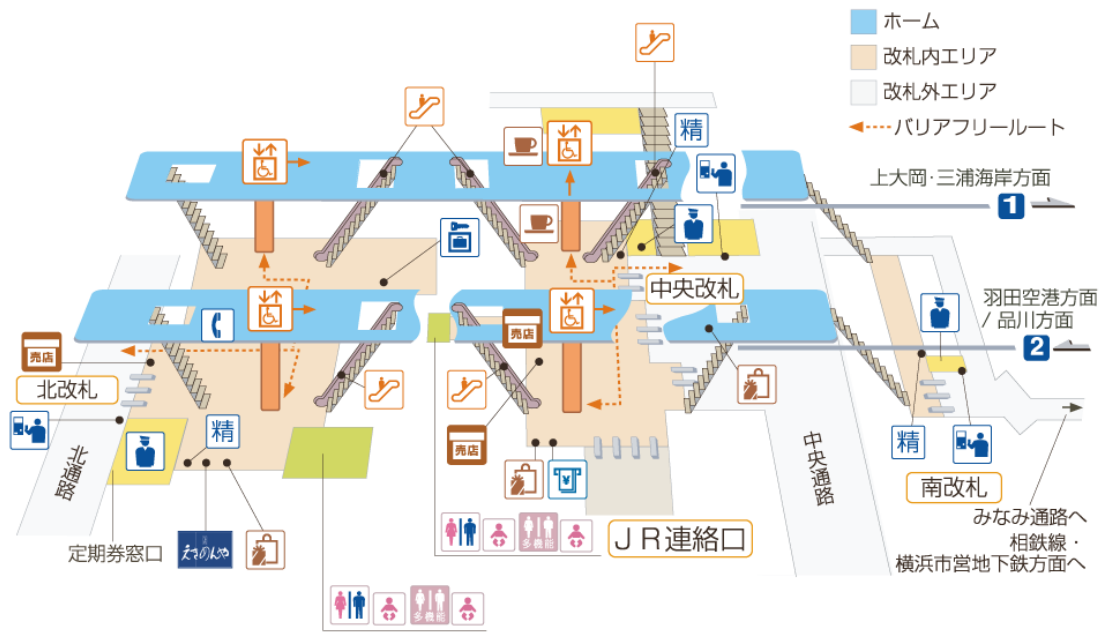 ホーム
改札内エリア
改札外エリア
バリアフリールート
精
上大岡・三浦海岸方面
1
中央改札
羽田空港方面
/ 品川方面
2
売店
売店
北改札
精
売店
精
北通路
中央通路
南改札
定期券窓口
えきのんや
¥
多機能
JR連絡口
みなみ通路へ
相鉄線・
横浜市営地下鉄方面へ
多機能